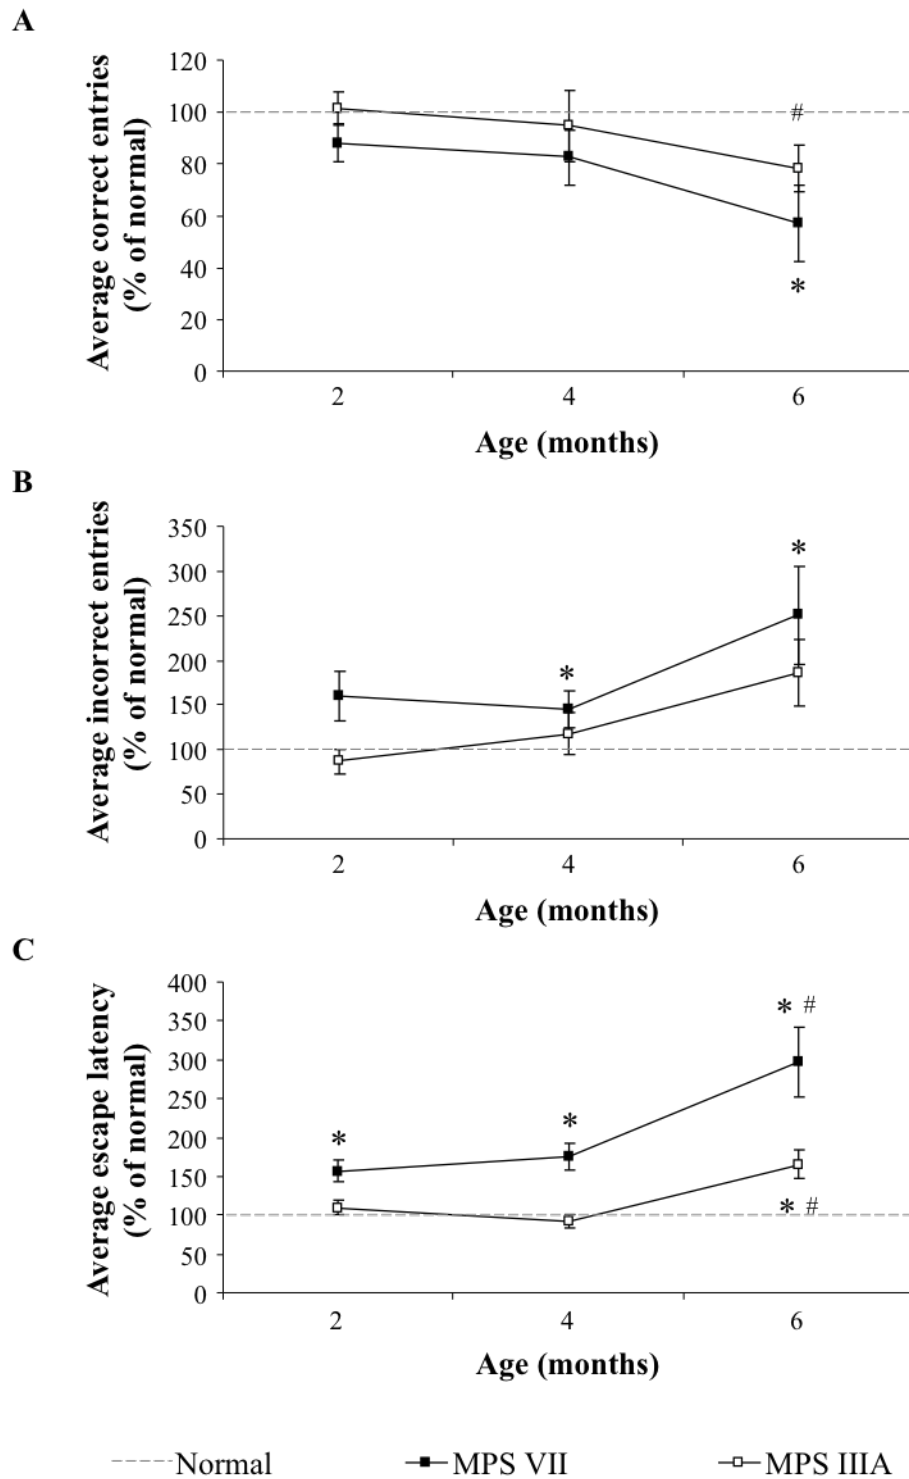 A
Average correct entries
(% of normal)
120
100
80
60
40
20
0
#
*
2 4 6
Age (months)
B
Average incorrect entries
(% of normal)
350
300
250
200
150
100
50
0
*
*
2 4 6
Age (months)
C
Average escape latency
(% of normal)
400
350
300
250
200
150
100
50
0
* #
*
*
* #
2 4 6
Age (months)
Normal MPS VII MPS IIIA